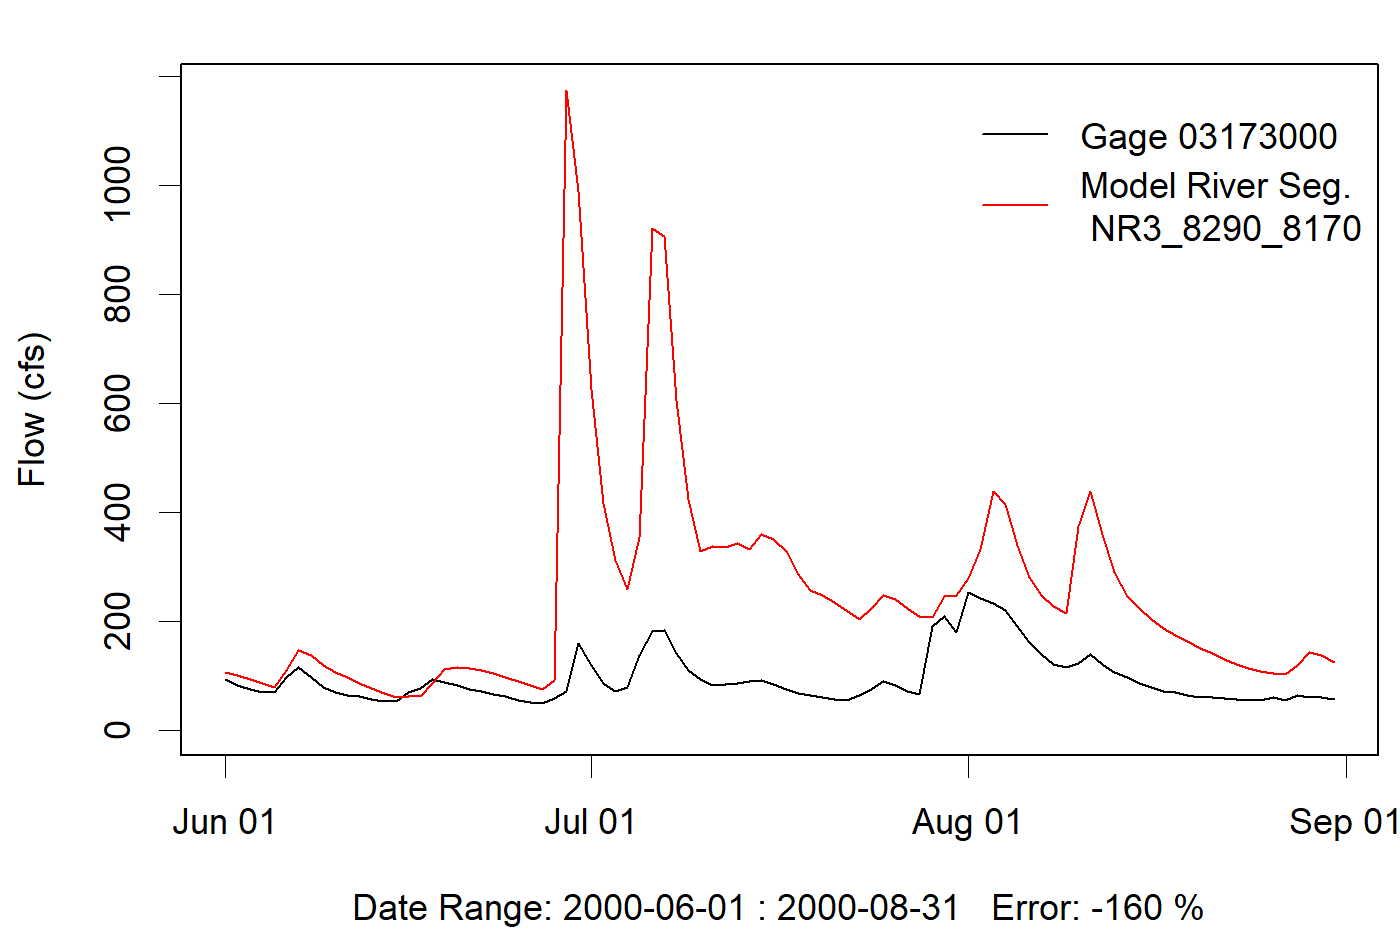 Gage 03173000
Model River Seg.
NR3_8290_8170
Flow (cfs)
1000
800
600
400
200
0
Jun 01 Jul 01 Aug 01 Sep 01
Date Range: 2000-06-01 : 2000-08-31 Error: -160 %